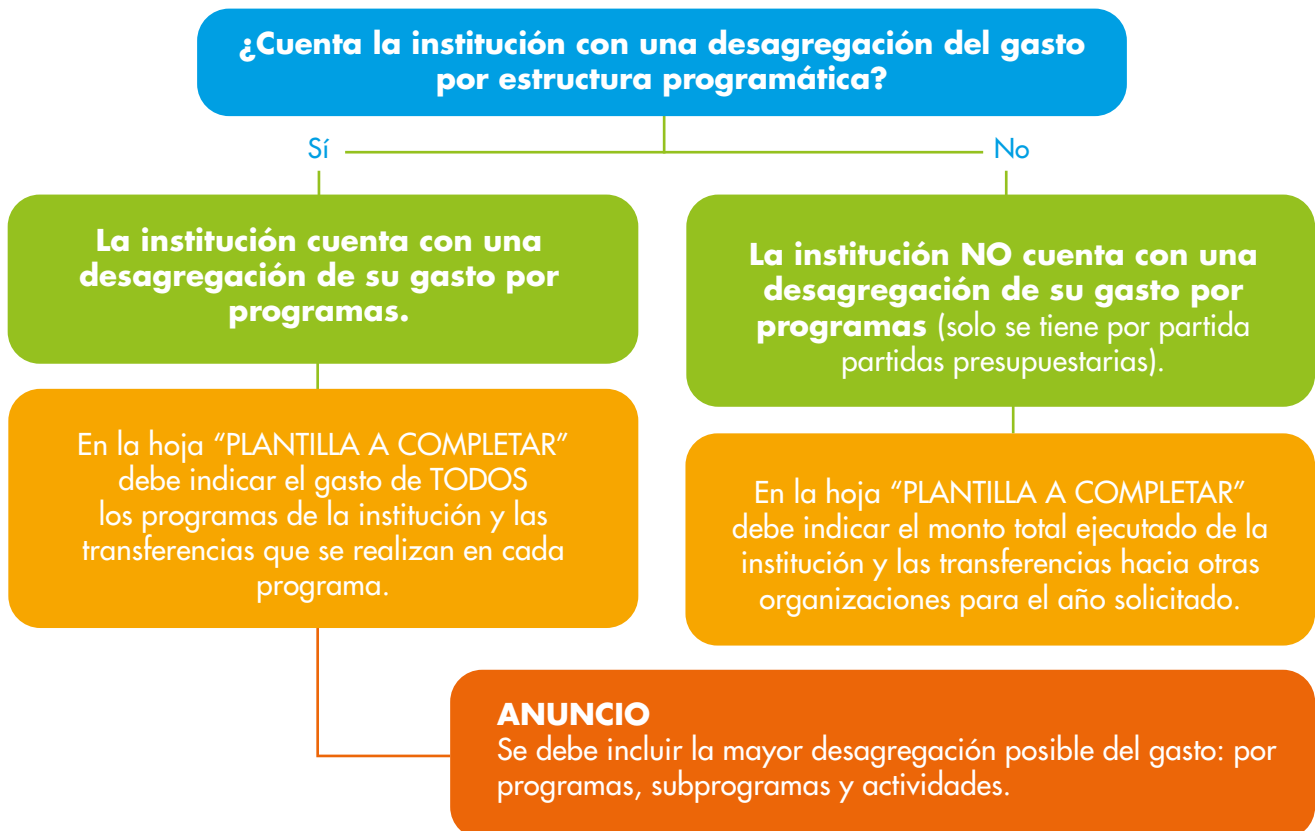 ¿Cuenta la institución con una desagregación del gasto
por estructura programática?
Sí
No
La institución cuenta con una
desagregación de su gasto por
programas.
La institución NO cuenta con una
desagregación de su gasto por
programas (solo se tiene por partida
partidas presupuestarias).
En la hoja “PLANTILLA A COMPLETAR”
debe indicar el gasto de TODOS
los programas de la institución y las
transferencias que se realizan en cada
programa.
En la hoja “PLANTILLA A COMPLETAR”
debe indicar el monto total ejecutado de la
institución y las transferencias hacia otras
organizaciones para el año solicitado.
ANUNCIO
Se debe incluir la mayor desagregación posible del gasto: por
programas, subprogramas y actividades.